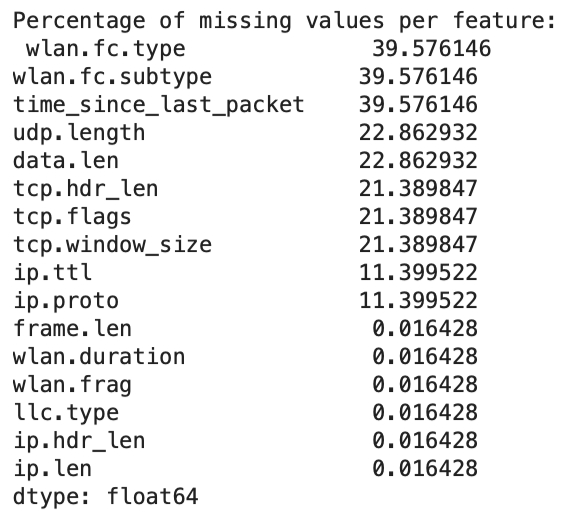 Percentage of missing values per feature:
 wlan.fc.type              39.576146
wlan.fc.subtype           39.576146
time_since_last_packet    39.576146
udp.length                22.862932
data.len                  22.862932
tcp.hdr_len               21.389847
tcp.flags                 21.389847
tcp.window_size           21.389847
ip.ttl                    11.399522
ip.proto                  11.399522
frame.len                  0.016428
wlan.duration              0.016428
wlan.frag                  0.016428
llc.type                   0.016428
ip.hdr_len                 0.016428
ip.len                     0.016428
dtype: float64